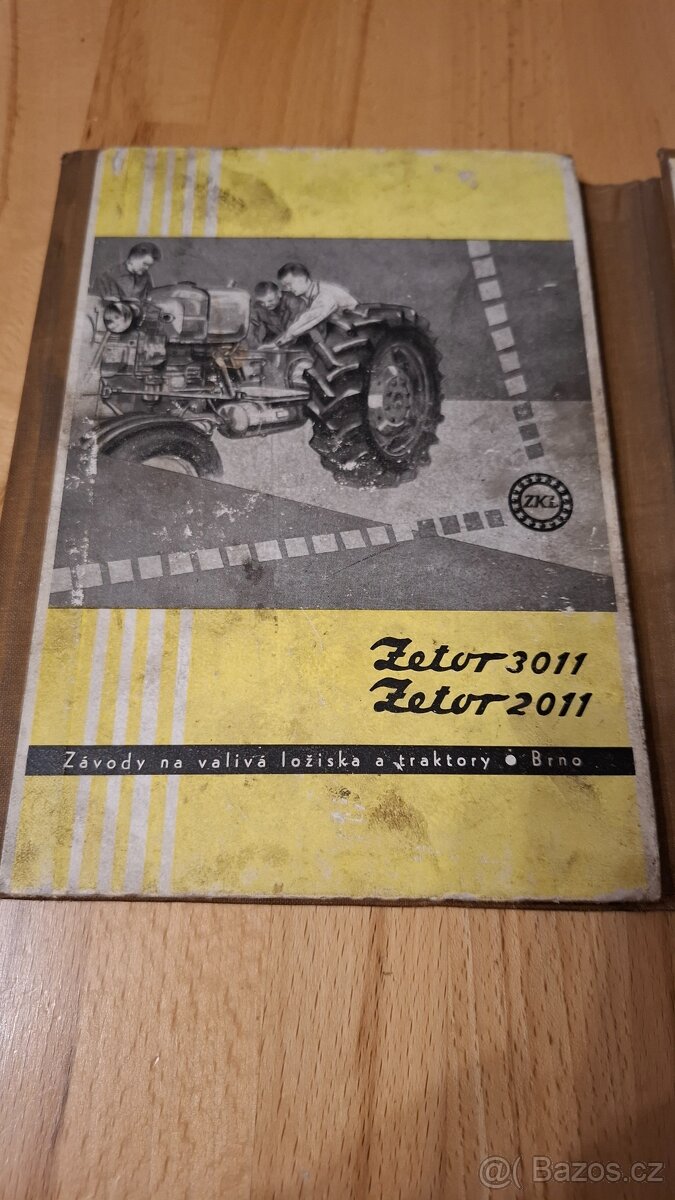 ZKL
Zetor 3011
Zetor 2011
Závody na valivá ložiska a traktory • Brno
Bazos.cz